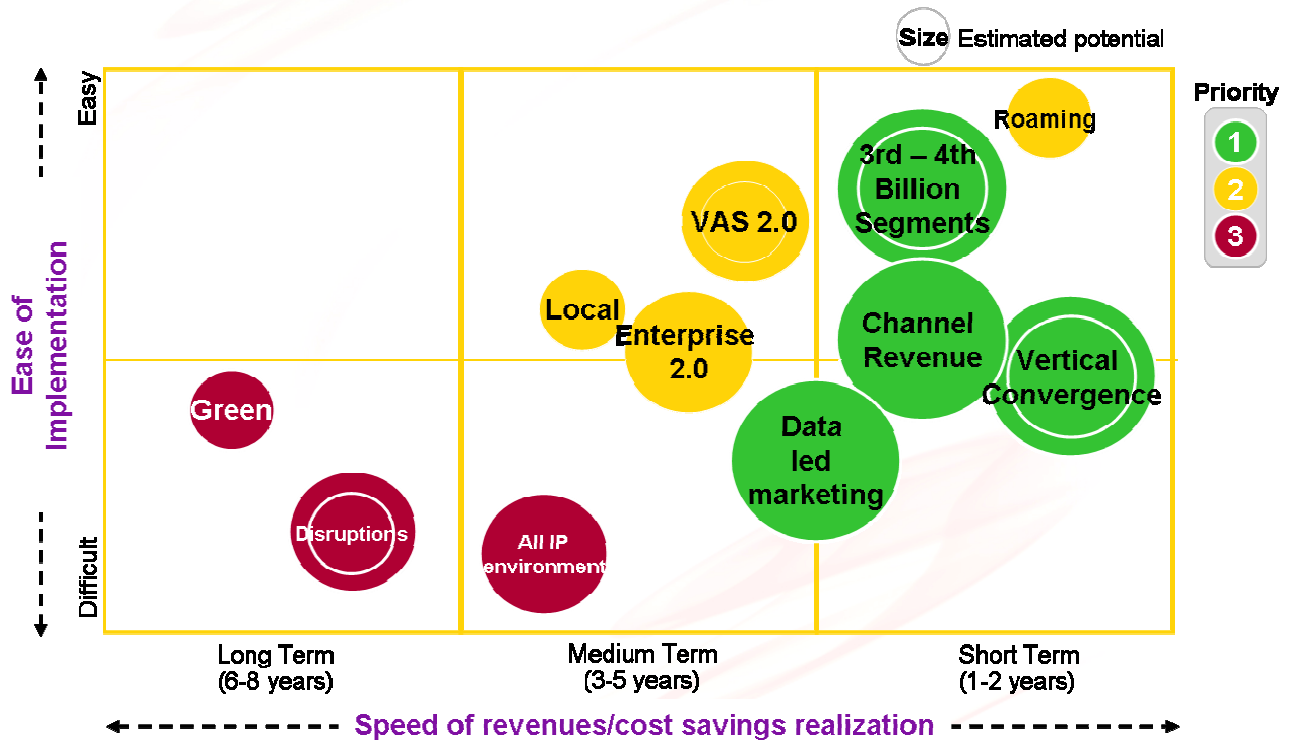 Size Estimated potential
Priority
1
2
3
Easy
Ease of
Implementation
Difficult
Roaming
3rd – 4th
Billion
Segments
VAS 2.0
Local
Enterprise
2.0
Channel
Revenue
Vertical
Convergence
Green
Data
led
marketing
Disruptions
All IP
environment
Long Term
(6-8 years)
Medium Term
(3-5 years)
Short Term
(1-2 years)
Speed of revenues/cost savings realization